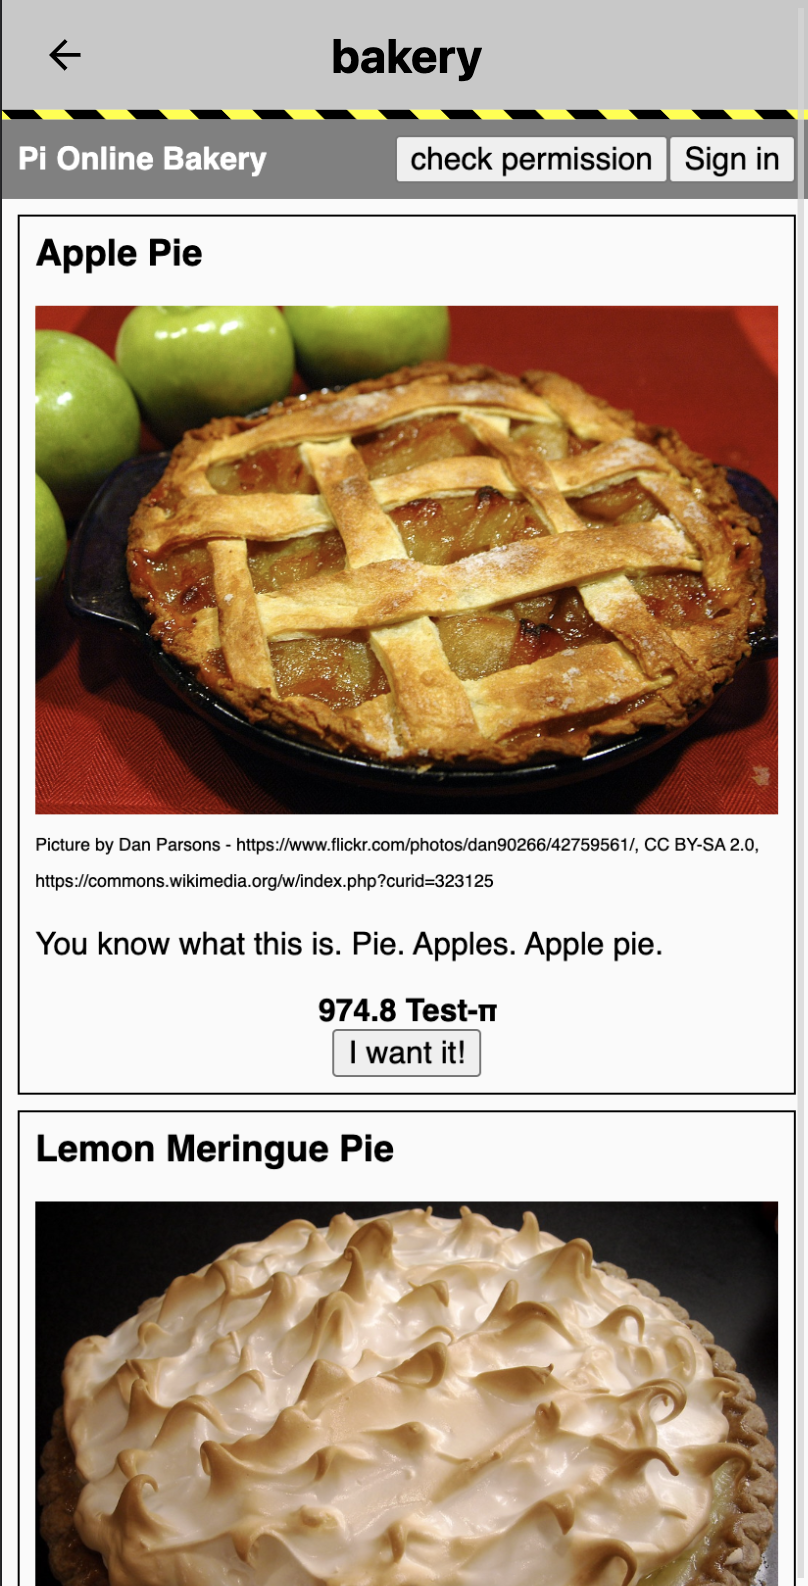 bakery
Pi Online Bakery check permission Sign in
Apple Pie
Picture by Dan Parsons - https://www.flickr.com/photos/dan90266/42759561/, CC BY-SA 2.0,
https://commons.wikimedia.org/w/index.php?curid=323125
You know what this is. Pie. Apples. Apple pie.
974.8 Test-π
I want it!
Lemon Meringue Pie